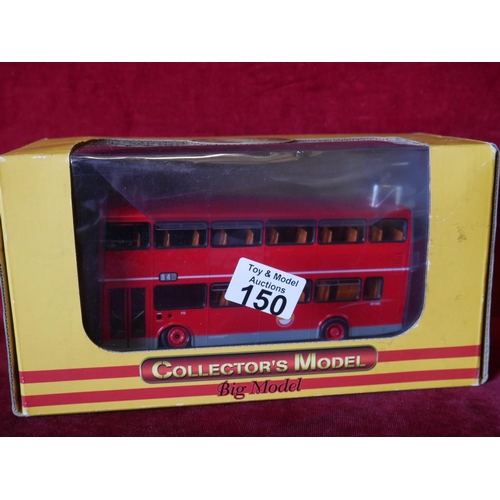 Toy & Model
Auctions
150
COLLECTOR'S MODEL
Big Model